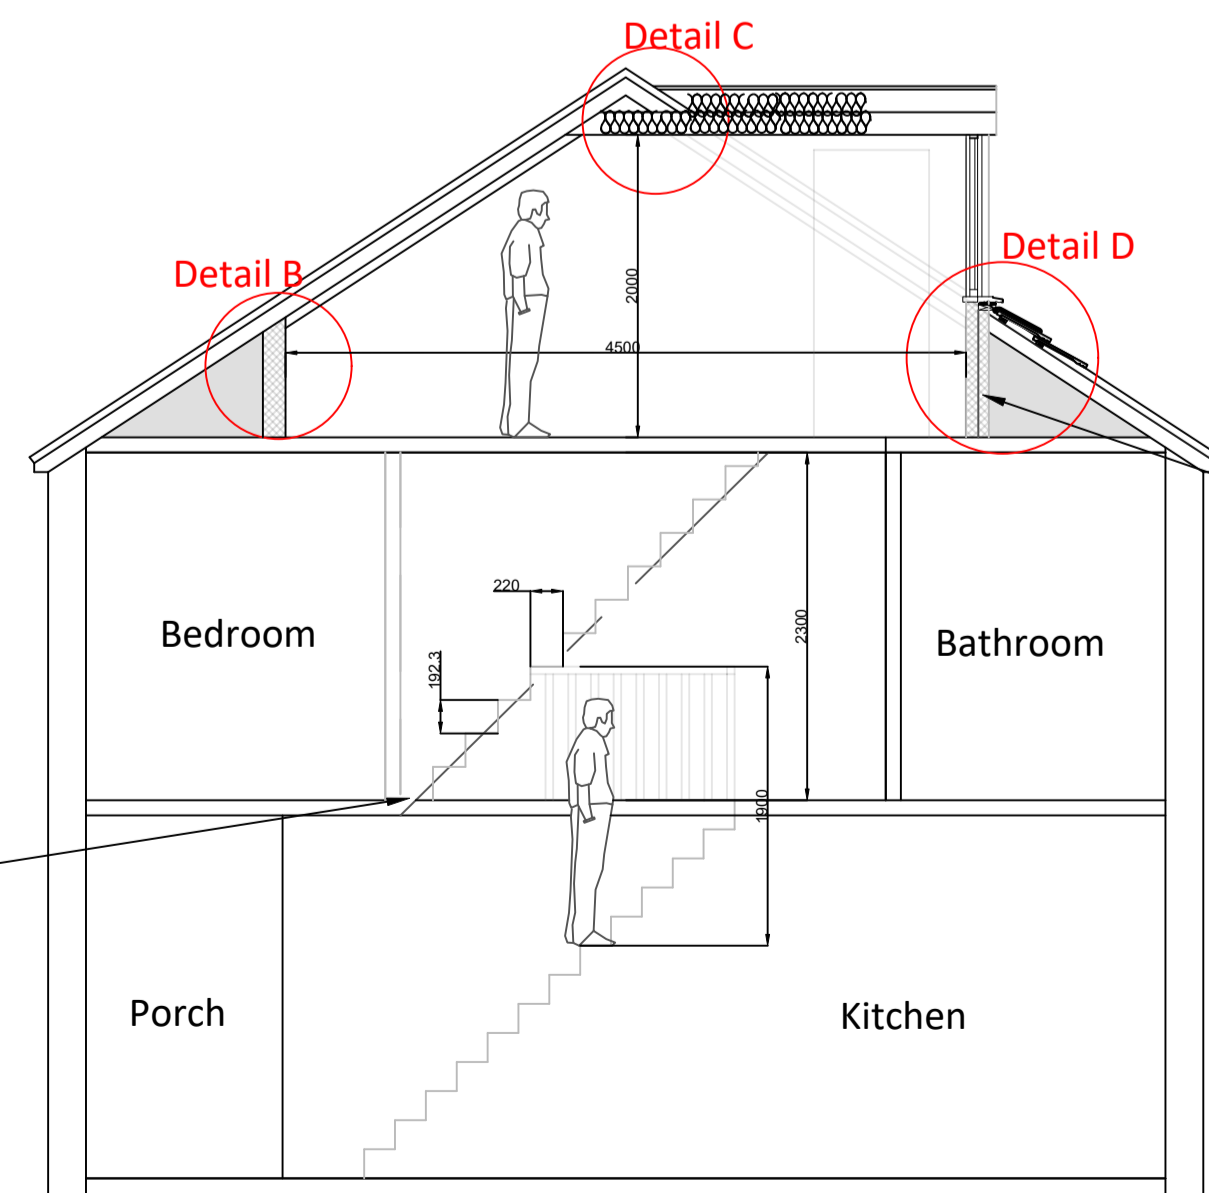 Detail C
Detail B
Detail D
2000
4500
220
Bedroom
2300
Bathroom
192.3
1900
Porch
Kitchen